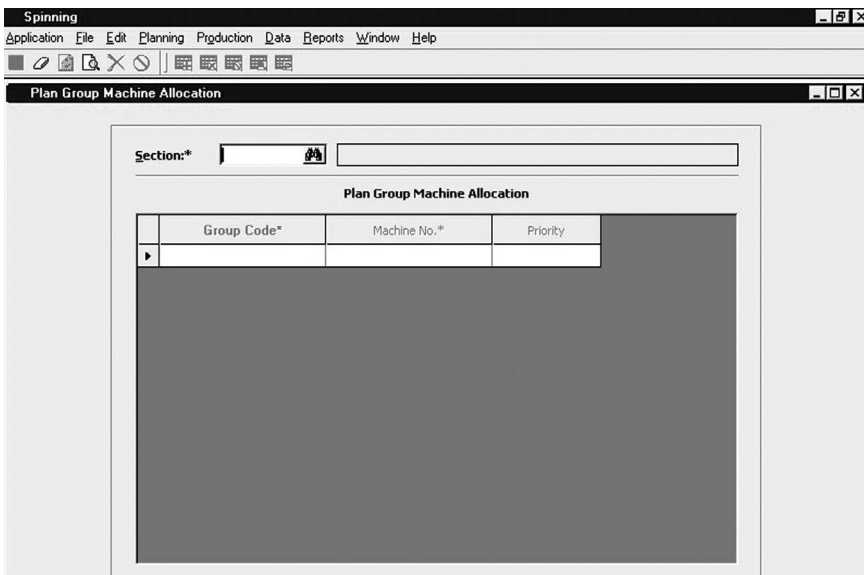 Spinning
Application File Edit Planning Production Data Reports Window Help
Plan Group Machine Allocation
Section:*
Plan Group Machine Allocation
Group Code* Machine No.* Priority